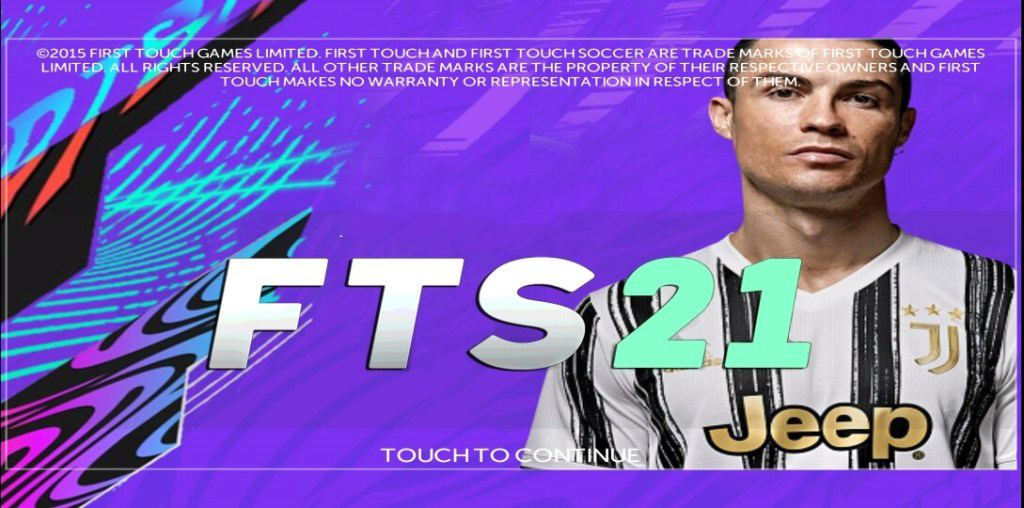 ©2015 FIRST TOUCH GAMES LIMITED. FIRST TOUCH AND FIRST TOUCH SOCCER ARE TRADE MARKS OF FIRST TOUCH GAMES
LIMITED. ALL RIGHTS RESERVED. ALL OTHER TRADE MARKS ARE THE PROPERTY OF THEIR RESPECTIVE OWNERS AND FIRST
TOUCH MAKES NO WARRANTY OR REPRESENTATION IN RESPECT OF THEM.
FTS21
J
Jeep
TOUCH TO CONTINUE